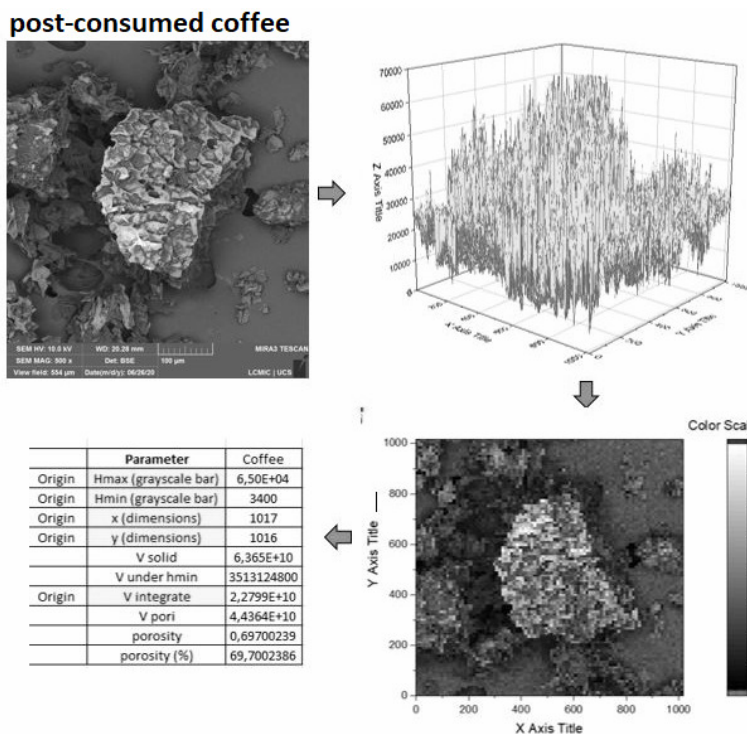 post-consumed coffee
SEM HV: 10.0 kV WD: 20.26 mm MIRA3 TESCAN
SEM MAG: 500 x Det: BSE 100 µm
View field: 554 µm Date(m/d/y): 06/26/20 LCMIC | UCS
70000
60000
50000
40000
30000
20000
10000
0
Z Axis Title
X Axis Title
Y Axis Title
Parameter Coffee
Origin Hmax (grayscale bar) 6,50E+04
Origin Hmin (grayscale bar) 3400
Origin x (dimensions) 1017
Origin y (dimensions) 1016
V solid 6,365E+10
V under hmin 3513124800
Origin V integrate 2,2799E+10
V pori 4,4364E+10
porosity 0,69700239
porosity (%) 69,7002386
Color Scal
1000
800
600
400
200
0
Y Axis Title
0 200 400 600 800 1000
X Axis Title